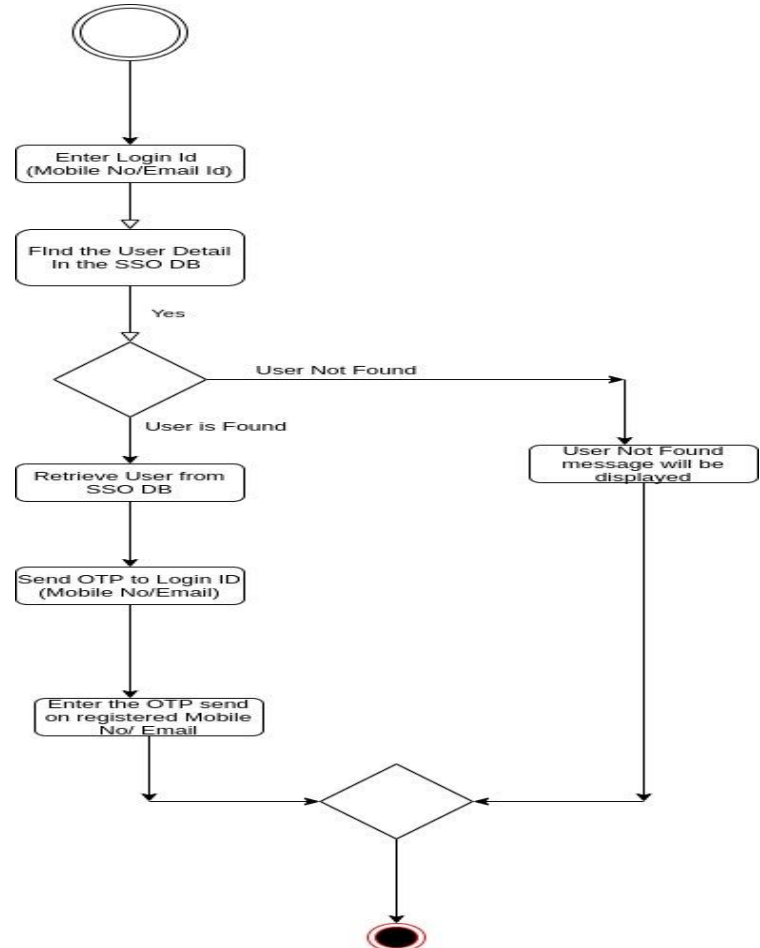 Enter Login Id
(Mobile No/Email Id)
FInd the User Detail
In the SSO DB
Yes
User Not Found
User is Found
User Not Found
message will be
displayed
Retrieve User from
SSO DB
Send OTP to Login ID
(Mobile No/Email)
Enter the OTP send
on registered Mobile
No/ Email